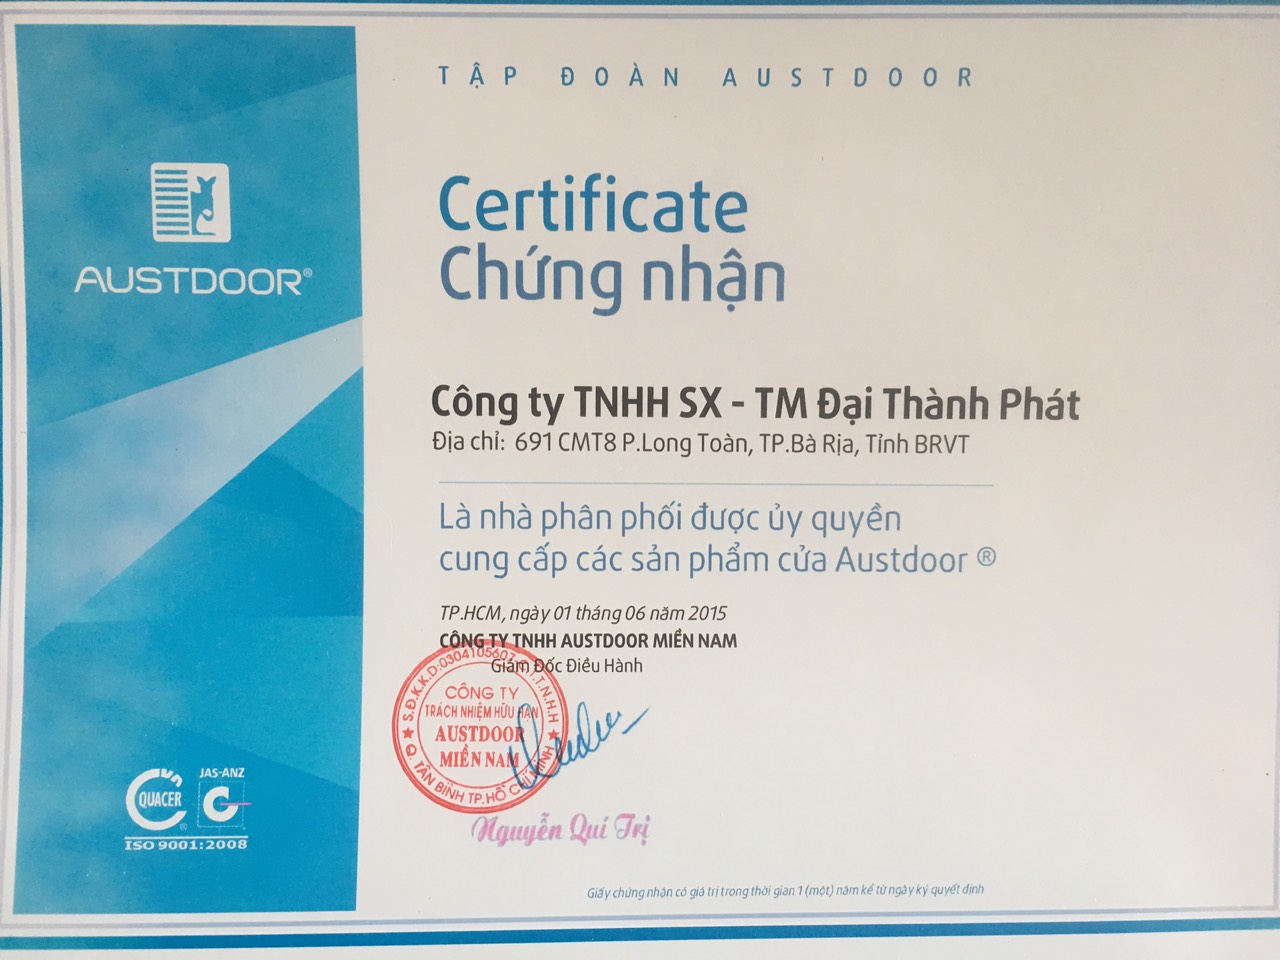 TẬP ĐOÀN AUSTDOOR
AUSTDOOR®
Certificate
Chứng nhận
Công ty TNHH SX - TM Đại Thành Phát
Địa chỉ: 691 CMT8 P.Long Toàn, TP.Bà Rịa, Tỉnh BRVT
Là nhà phân phối được ủy quyền
cung cấp các sản phẩm cửa Austdoor ®
TP.HCM, ngày 01 tháng 06 năm 2015
CÔNG TY TNHH AUSTDOOR MIỀN NAM
Giám Đốc Điều Hành
S.Đ.K.K.D:0304105607 T.N.H.H
CÔNG TY
TRÁCH NHIỆM HỮU HẠN
AUSTDOOR
MIỀN NAM
Q. TÂN BÌNH TP.HỒ CHÍ MINH
Nguyễn Quí Trị
QUACER
®
JAS-ANZ
ISO 9001:2008
Giấy chứng nhận có giá trị trong thời gian 1 (một) năm kể từ ngày ký quyết định